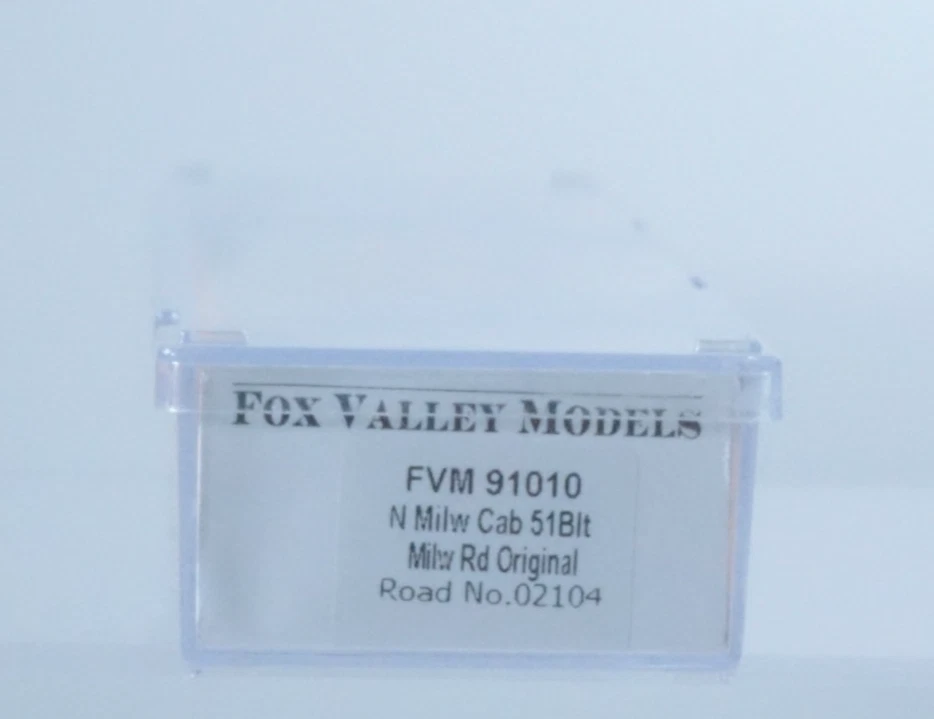 FOX VALLEY MODELS
FVM 91010
N Milw Cab 51Blt
Milw Rd Original
Road No.02104